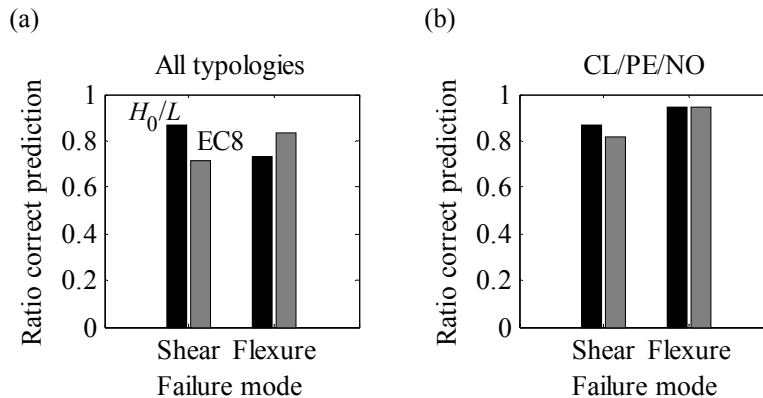 (a)
All typologies
1
0.8
0.6
0.4
0.2
0
Ratio correct prediction
H0/L
EC8
Shear Flexure
Failure mode
(b)
CL/PE/NO
1
0.8
0.6
0.4
0.2
0
Ratio correct prediction
Shear Flexure
Failure mode